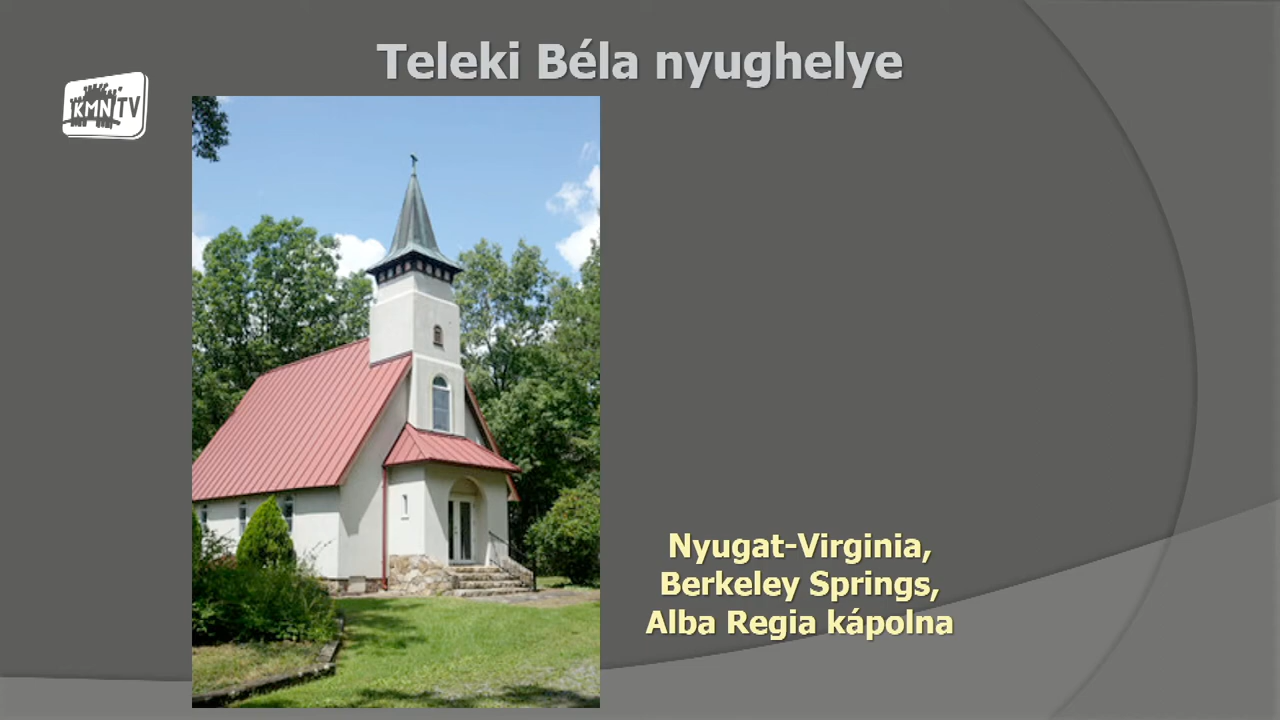 Teleki Béla nyughelye
KMN TV
Nyugat-Virginia,
Berkeley Springs,
Alba Regia kápolna